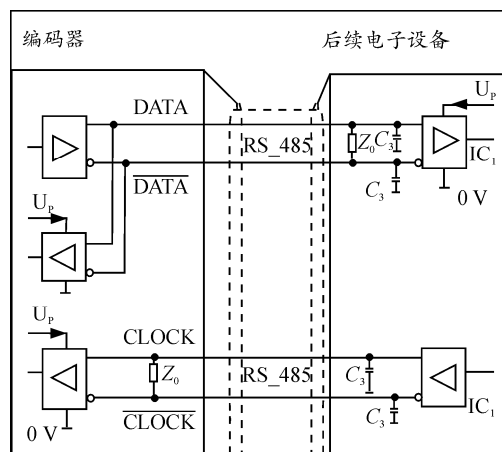 编码器
后续电子设备
DATA
RS_485
DATA
Z₀
C₃
C₃
U_P
IC₁
0 V
U_P
U_P
CLOCK
Z₀
RS_485
CLOCK
0 V
C₃
C₃
IC₁